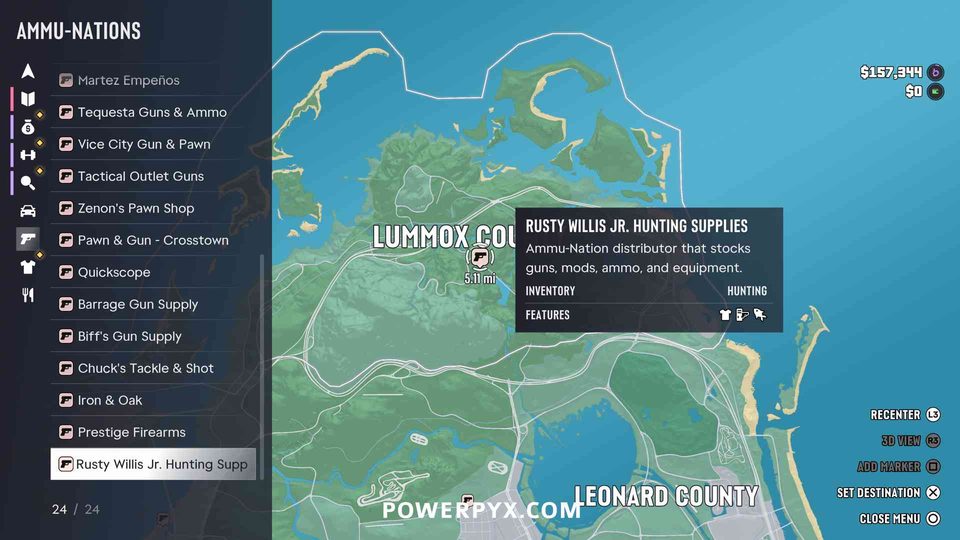 AMMU-NATIONS
Martez Empeños
Tequesta Guns & Ammo
Vice City Gun & Pawn
Tactical Outlet Guns
Zenon's Pawn Shop
Pawn & Gun - Crosstown
Quickscope
Barrage Gun Supply
Biff's Gun Supply
Chuck's Tackle & Shot
Iron & Oak
Prestige Firearms
Rusty Willis Jr. Hunting Supp
24 / 24
$157,344
$0
LUMMOX COU
5.11 mi
RUSTY WILLIS JR. HUNTING SUPPLIES
Ammu-Nation distributor that stocks
guns, mods, ammo, and equipment.
INVENTORY HUNTING
FEATURES
LEONARD COUNTY
POWERPYX.COM
RECENTER L3
3D VIEW R3
ADD MARKER
SET DESTINATION
CLOSE MENU